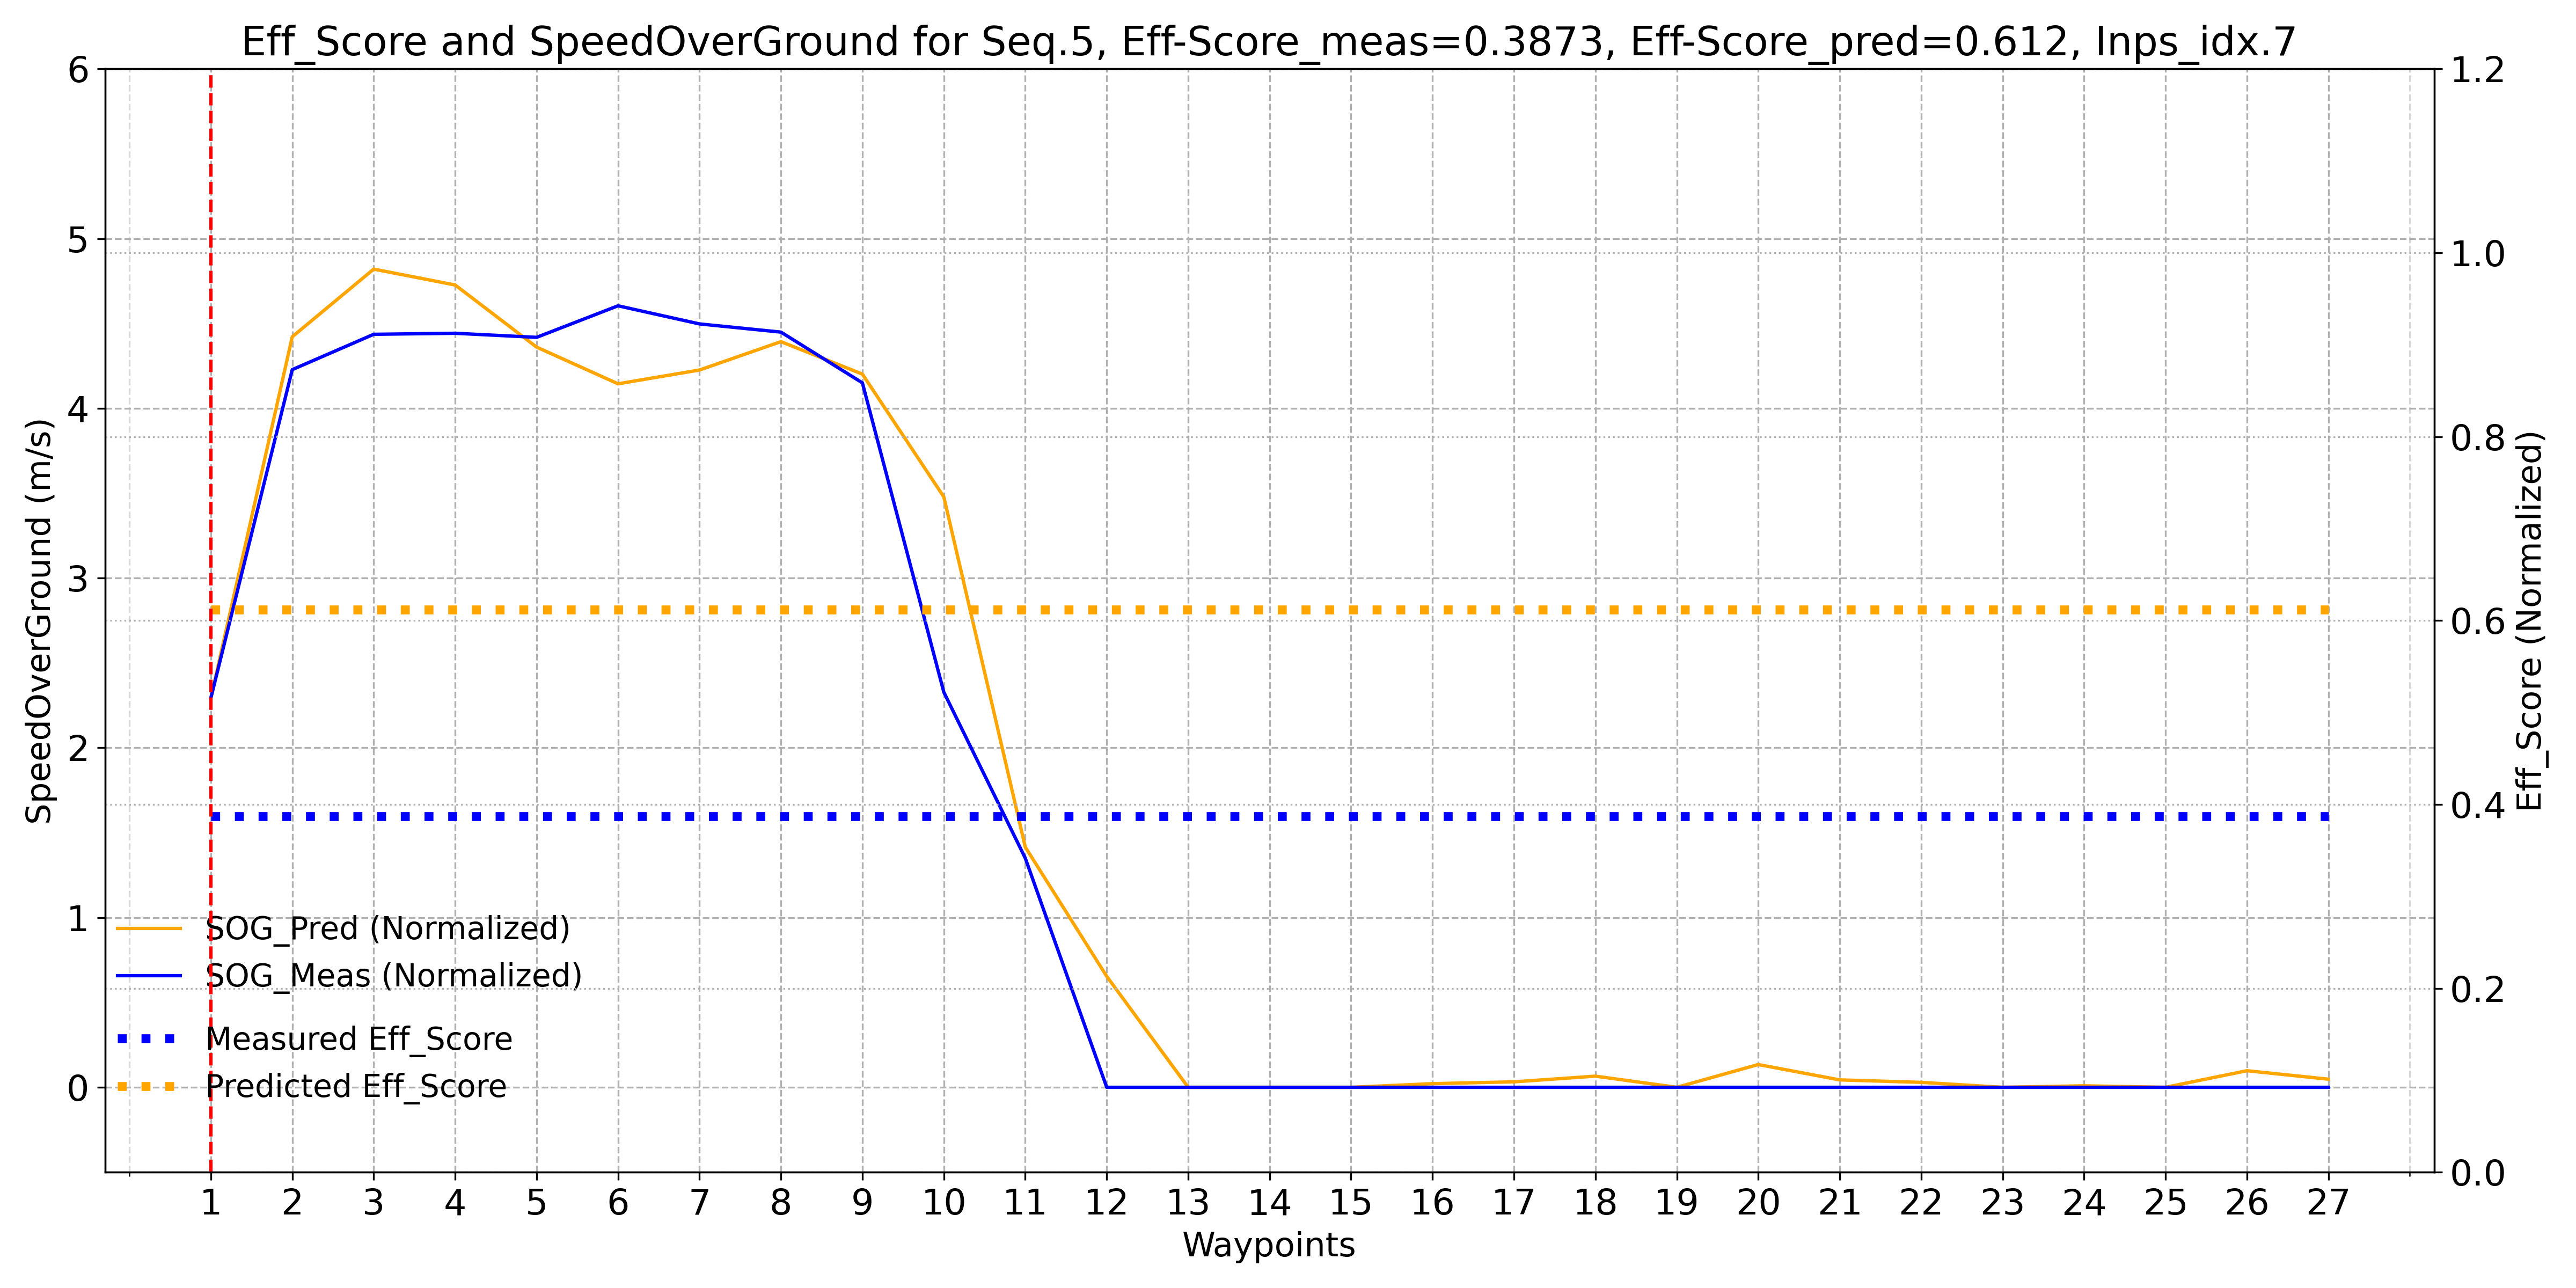 Eff_Score and SpeedOverGround for Seq.5, Eff-Score_meas=0.3873, Eff-Score_pred=0.612, Inps_idx.7
6
5
4
3
2
1
0
SpeedOverGround (m/s)
1.2
1.0
0.8
0.6
0.4
0.2
0.0
Eff_Score (Normalized)
SOG_Pred (Normalized)
SOG_Meas (Normalized)
Measured Eff_Score
Predicted Eff_Score
1 2 3 4 5 6 7 8 9 10 11 12 13 14 15 16 17 18 19 20 21 22 23 24 25 26 27
Waypoints